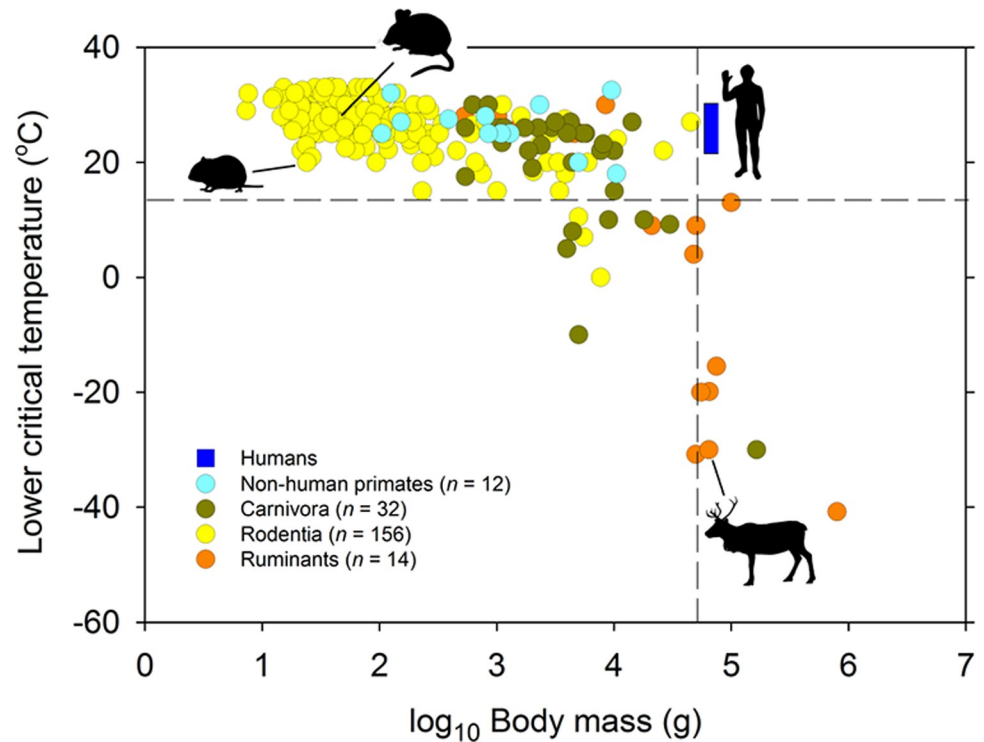 Lower critical temperature (°C)
40
20
0
-20
-40
-60
Humans
Non-human primates (n = 12)
Carnivora (n = 32)
Rodentia (n = 156)
Ruminants (n = 14)
0 1 2 3 4 5 6 7
log₁₀ Body mass (g)